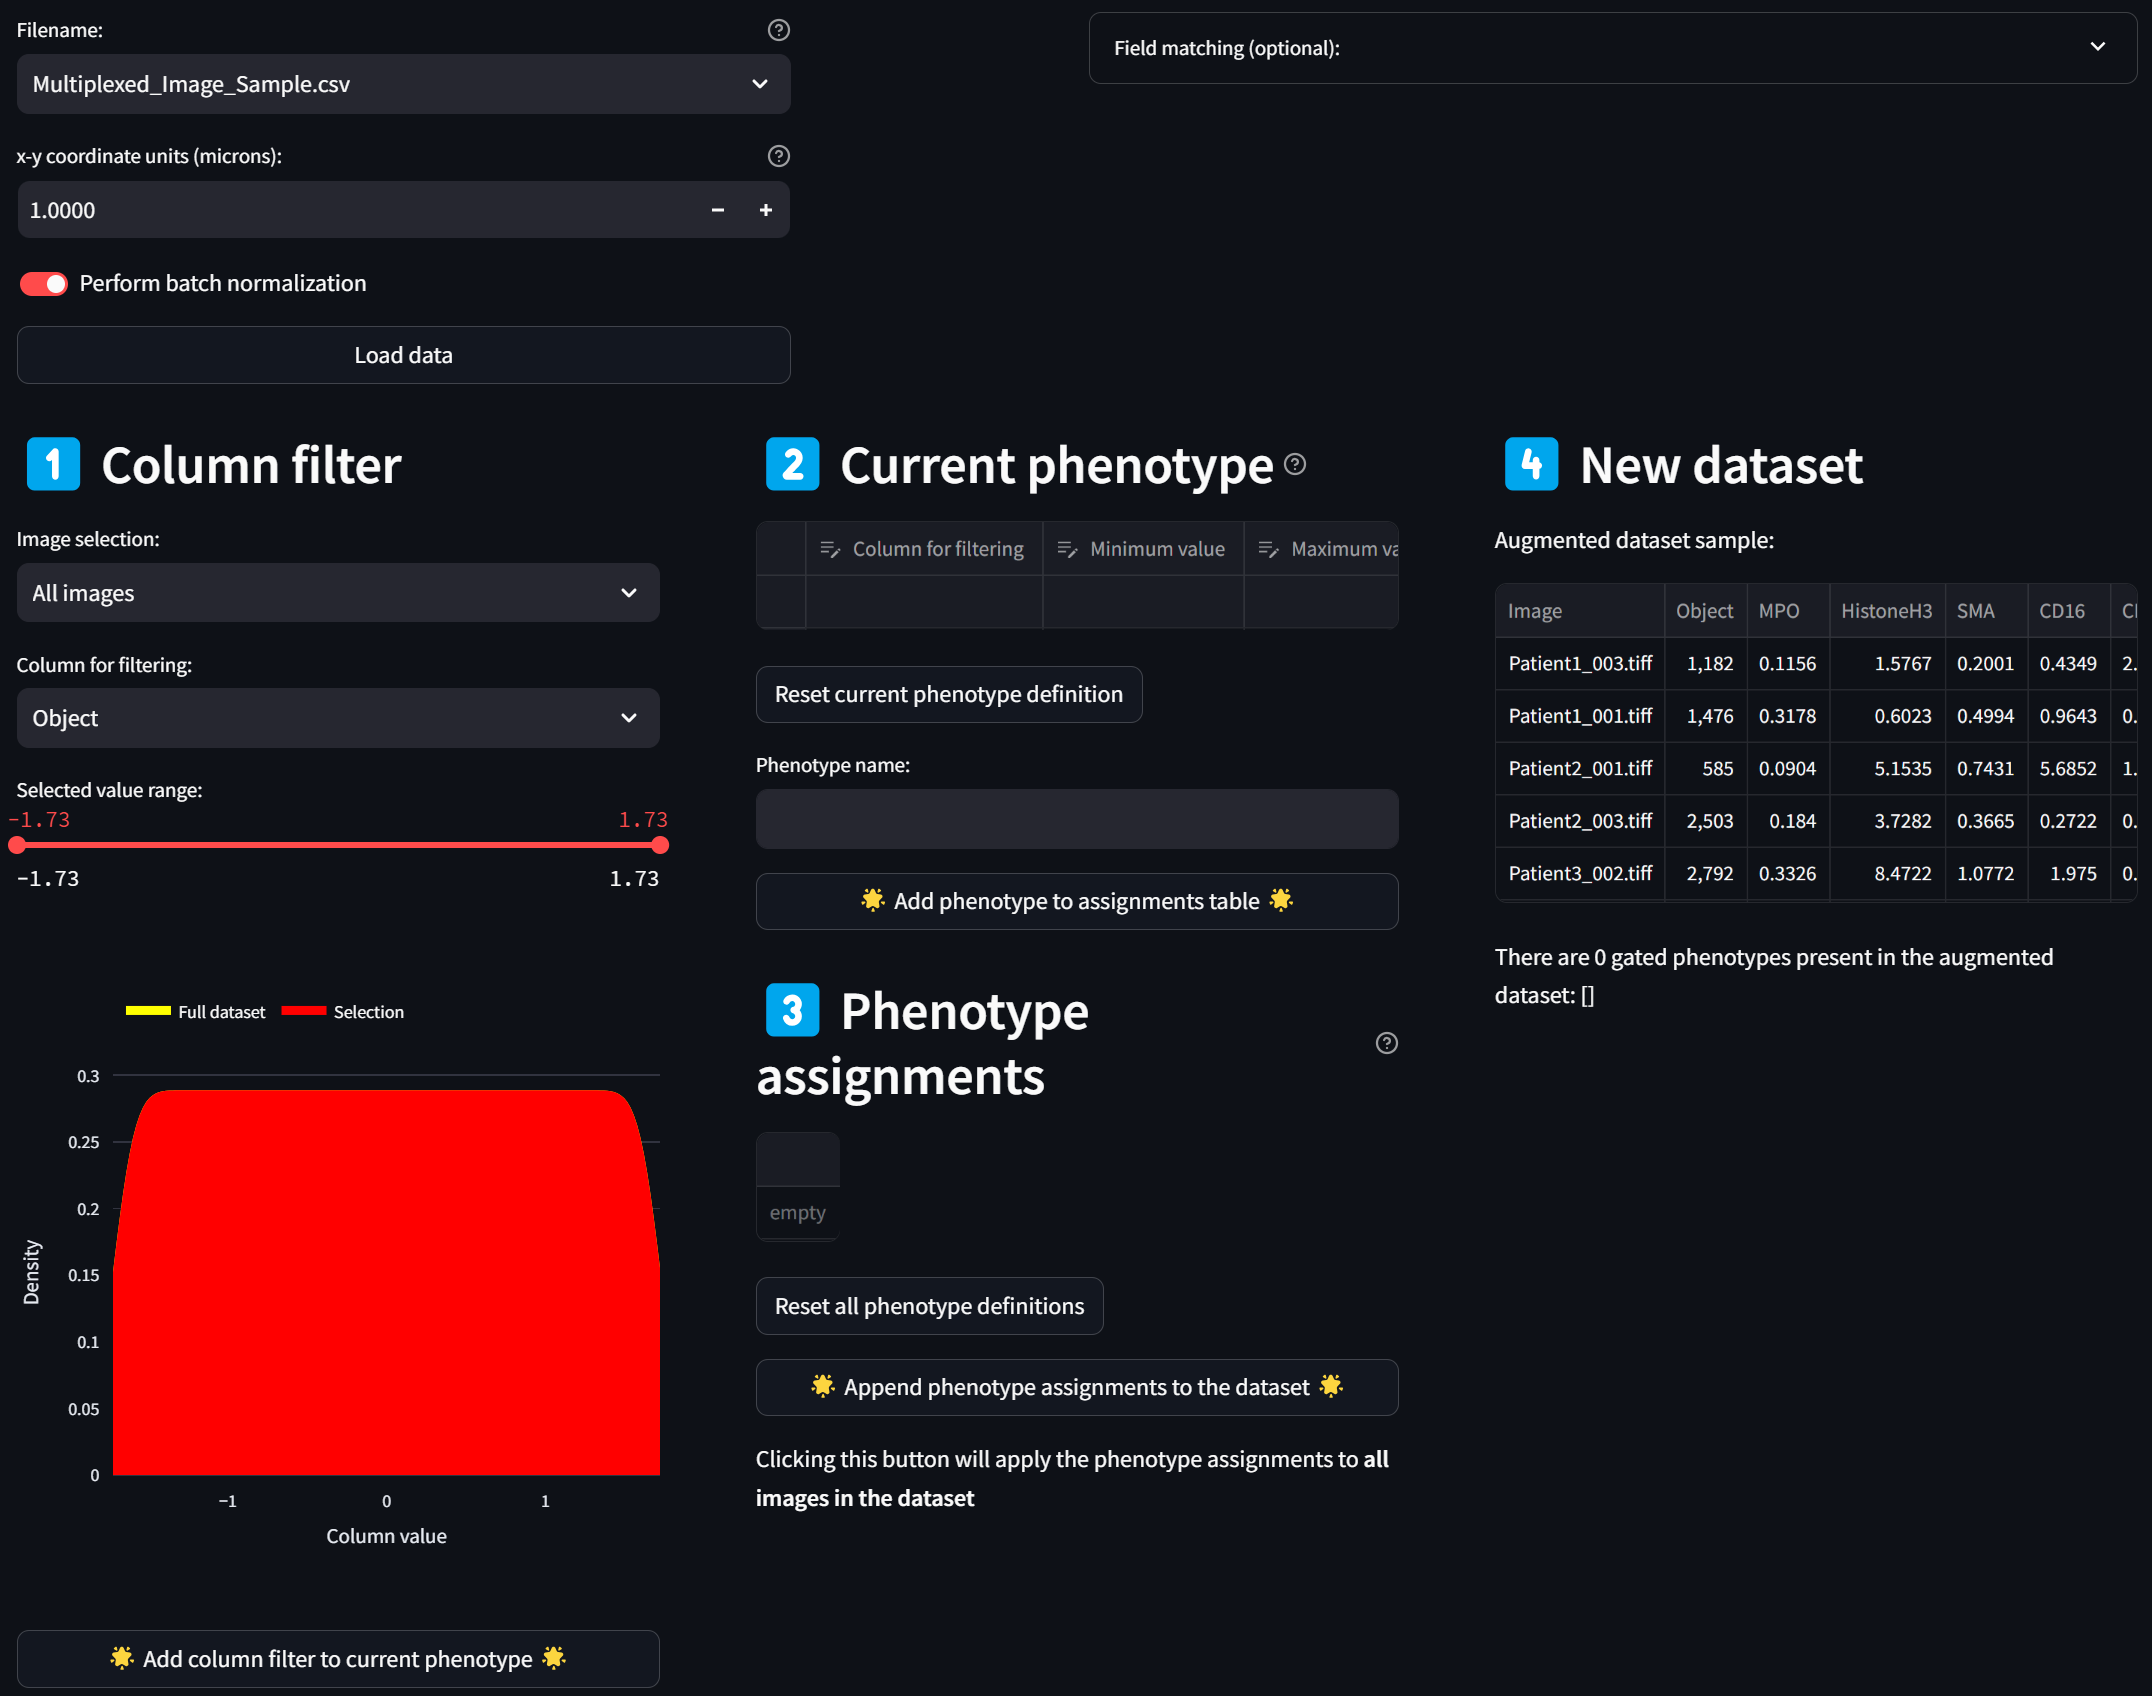 Filename:
Multiplexed_Image_Sample.csv
x-y coordinate units (microns):
1.0000
Perform batch normalization
Load data
Field matching (optional):
1 Column filter
Image selection:
All images
Column for filtering:
Object
Selected value range:
−1.73 1.73
−1.73 1.73
Full dataset Selection
0.3
0.25
0.2
0.15
0.1
0.05
0
Density
−1 0 1
Column value
Add column filter to current phenotype
2 Current phenotype
Column for filtering Minimum value Maximum va
Reset current phenotype definition
Phenotype name:
Add phenotype to assignments table
3 Phenotype
assignments
empty
Reset all phenotype definitions
Append phenotype assignments to the dataset
Clicking this button will apply the phenotype assignments to all
images in the dataset
4 New dataset
Augmented dataset sample:
Image Object MPO HistoneH3 SMA CD16
Patient1_003.tiff 1,182 0.1156 1.5767 0.2001 0.4349 2.
Patient1_001.tiff 1,476 0.3178 0.6023 0.4994 0.9643 0.
Patient2_001.tiff 585 0.0904 5.1535 0.7431 5.6852 1.
Patient2_003.tiff 2,503 0.184 3.7282 0.3665 0.2722 0.
Patient3_002.tiff 2,792 0.3326 8.4722 1.0772 1.975 0.
There are 0 gated phenotypes present in the augmented
dataset: []